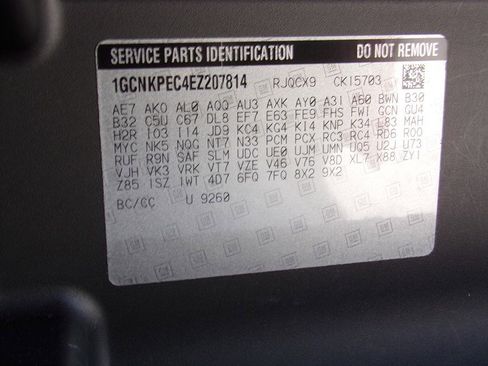 SERVICE PARTS IDENTIFICATION DO NOT REMOVE
1GCNKPEC4EZ207814 RJQCX9 CK15703
AE7 AKO AL0 AQQ AU3 AXK AY0 A31 A60 BWN B30
B32 C5U C67 DL8 EF7 E63 FE9 FHS FWI GCN GU4
H2R IO3 I14 JD9 KC4 KG4 K14 KNP K34 L83 MAH
MYC NK5 NQG NT7 N33 PCM PCX RC3 RC4 RD6 R00
RUF R9N SAF SLM UDC UE0 UJM UMN UQ5 U2J U73
VJH VK3 VRK VT7 VZE V46 V76 V8D XL7 X88 ZY1
Z85 1SZ 1WT 4D7 6FQ 7FQ 8X2 9X2
BC/CC U 9260